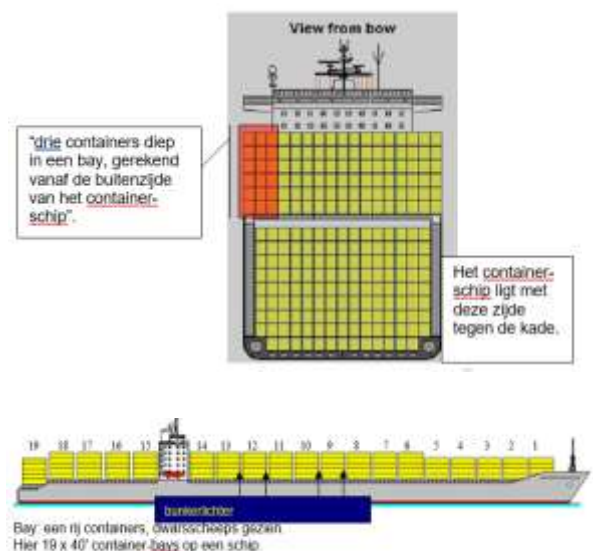 View from bow
"drie containers diep
in een bay, gerekend
vanaf de buitenzijde
van het container-
schip".
Het container-
schip ligt met
deze zijde
tegen de kade.
19 18 17 16 15 14 13 12 11 10 9 8 7 6 5 4 3 2 1
bunkerlichter
Bay: een rij containers, dwarsscheeps gezien.
Hier 19 x 40' container-bays op een schip.